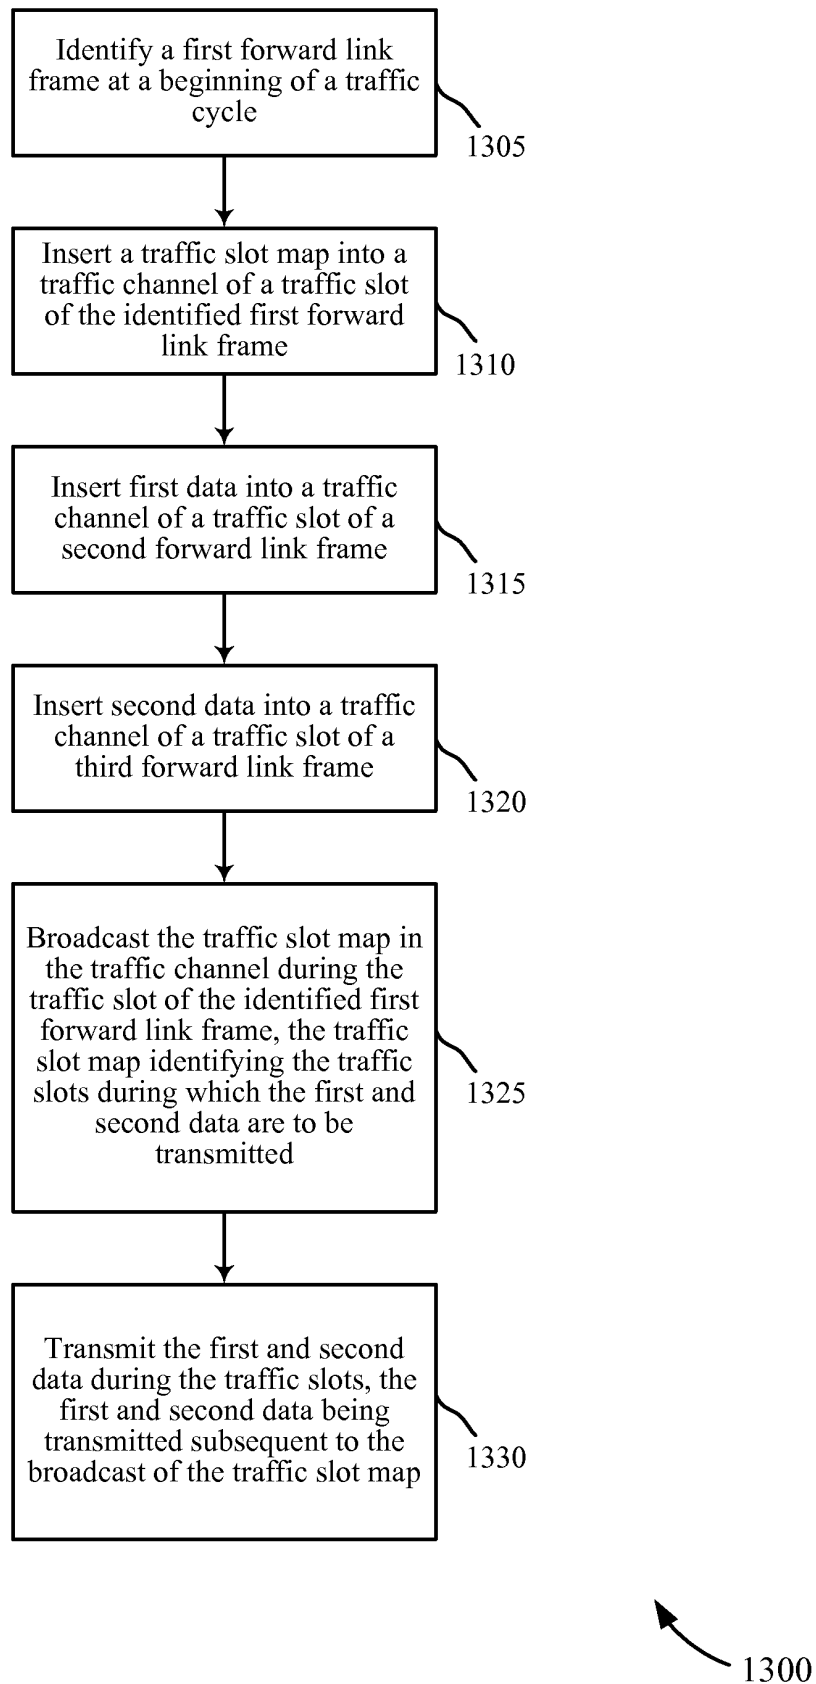 Identify a first forward link
frame at a beginning of a traffic
cycle
1305
Insert a traffic slot map into a
traffic channel of a traffic slot
of the identified first forward
link frame
1310
Insert first data into a traffic
channel of a traffic slot of a
second forward link frame
1315
Insert second data into a traffic
channel of a traffic slot of a
third forward link frame
1320
Broadcast the traffic slot map in
the traffic channel during the
traffic slot of the identified first
forward link frame, the traffic
slot map identifying the traffic
slots during which the first and
second data are to be
transmitted
1325
Transmit the first and second
data during the traffic slots, the
first and second data being
transmitted subsequent to the
broadcast of the traffic slot map
1330
1300